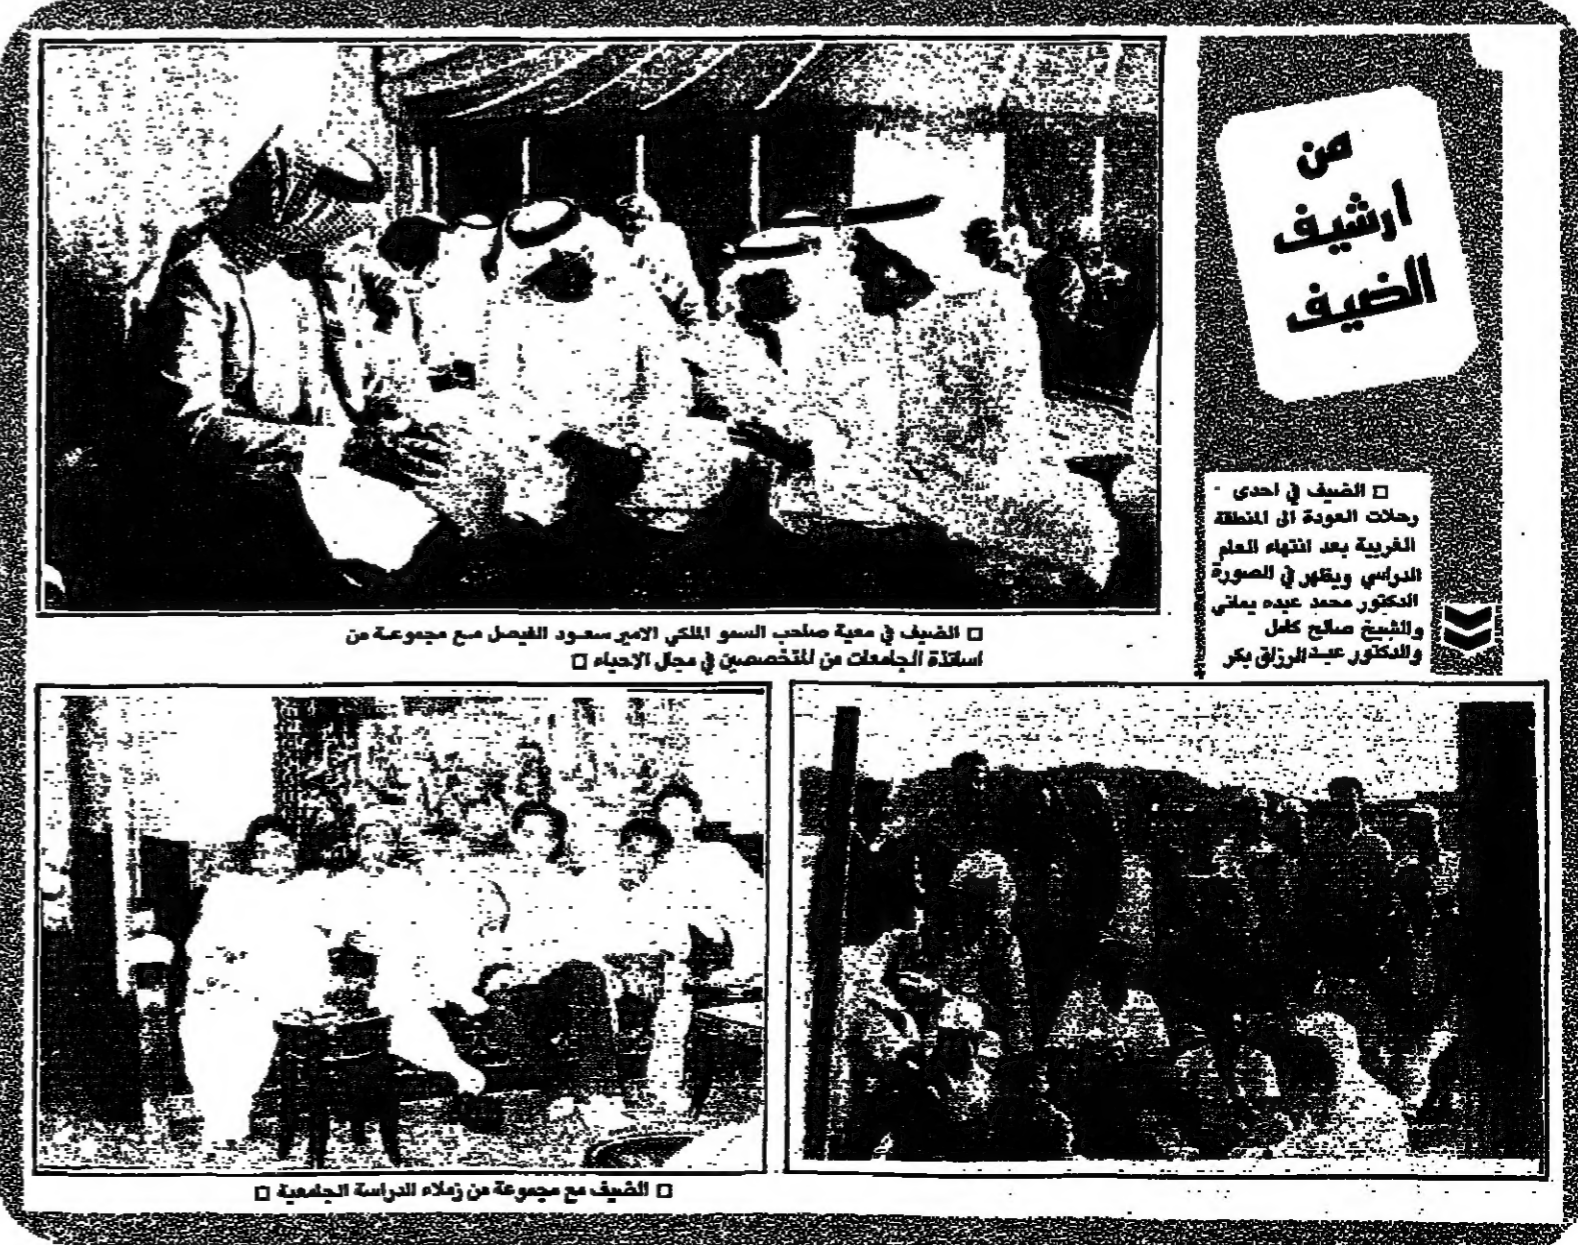 من
ارشيف
الضيف
□ الضيف في احدى
رحلات العودة الى المنطقة
الغربية بعد انتهاء العام
الدراسي ويظهر في الصورة
الدكتور محمد عبده يماني
والشيخ صالح كامل
والدكتور عبد الرزاق بكر
□ الضيف في معية صاحب السمو الملكي الامير سعود الفيصل مع مجموعة من
اساتذة الجامعات من المتخصصين في مجال الاحياء □
□ الضيف مع مجموعة من زملاء الدراسة الجامعية □